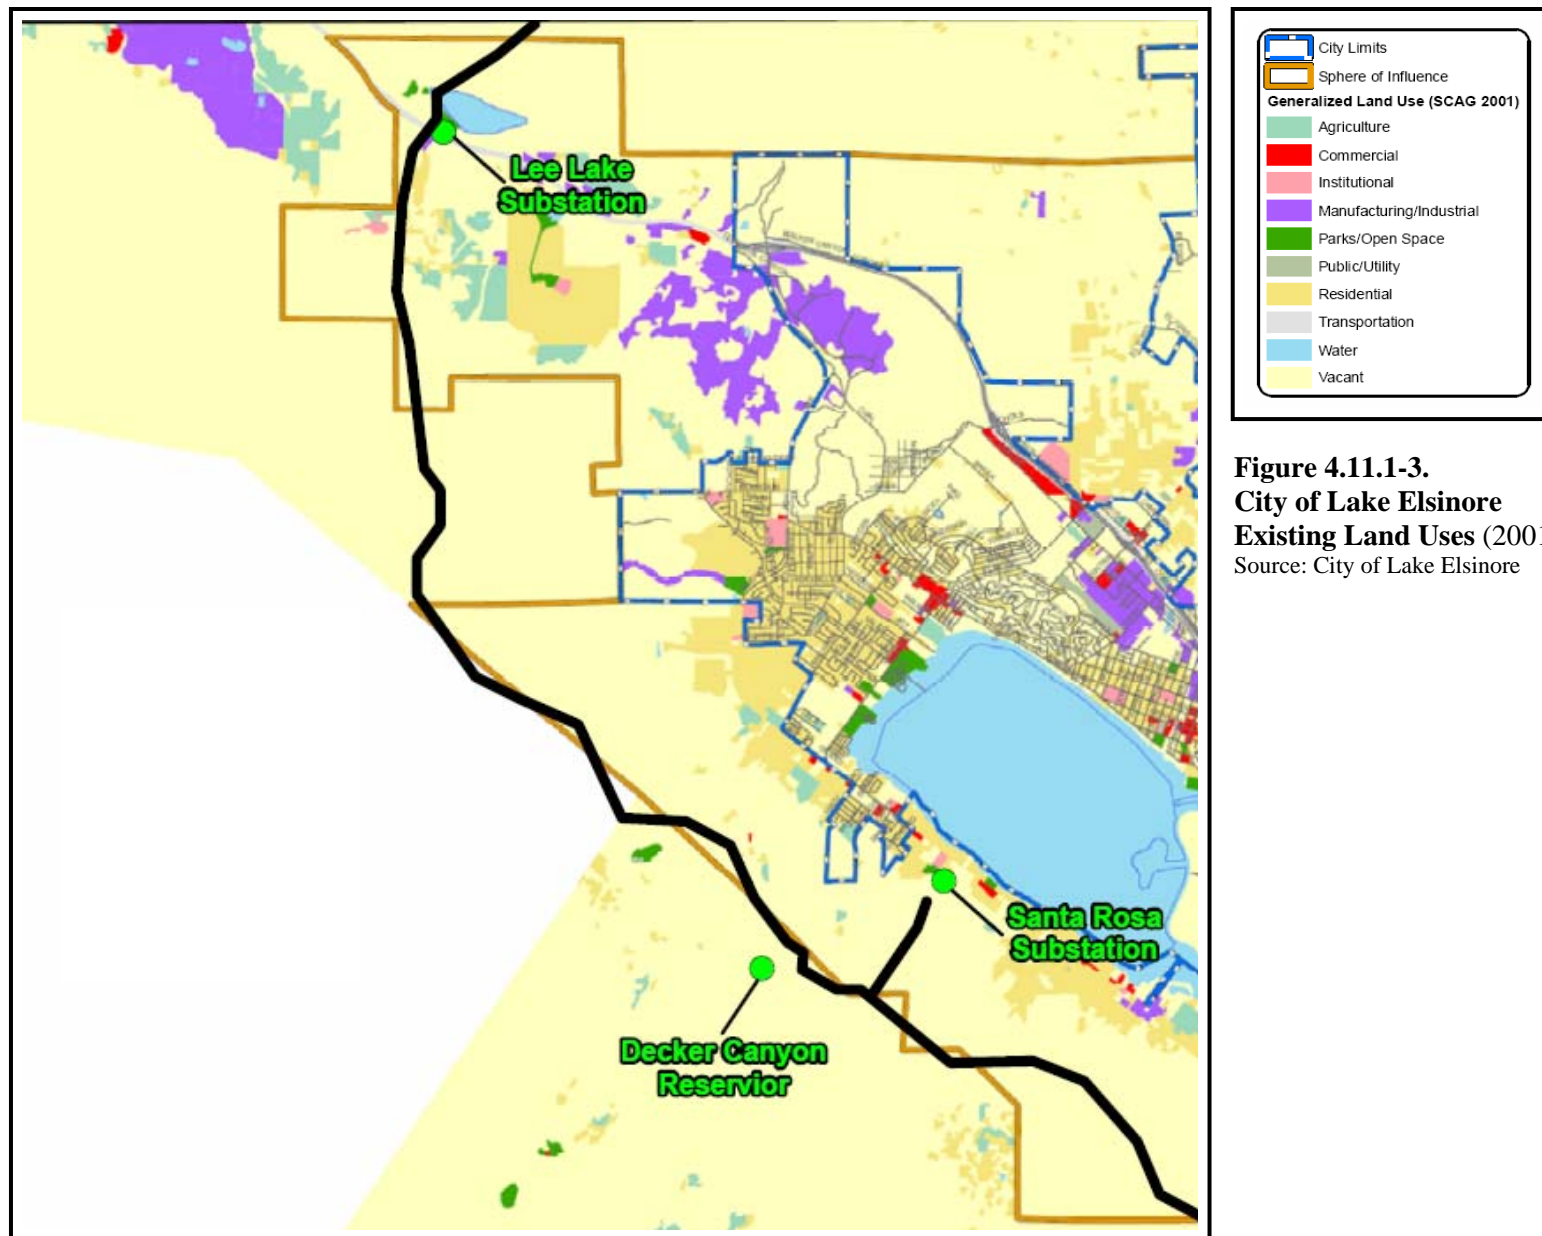 Lee Lake
Substation
Santa Rosa
Substation
Decker Canyon
Reservior
City Limits
Sphere of Influence
Generalized Land Use (SCAG 2001)
Agriculture
Commercial
Institutional
Manufacturing/Industrial
Parks/Open Space
Public/Utility
Residential
Transportation
Water
Vacant
Figure 4.11.1-3.
City of Lake Elsinore
Existing Land Uses (2001
Source: City of Lake Elsinore